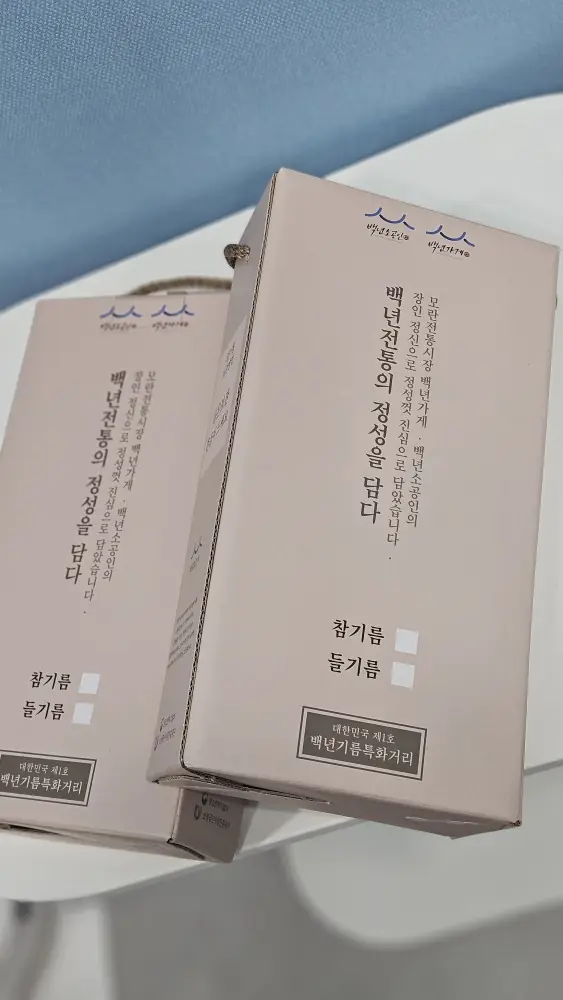 백년소공인
백년가게
모란전통시장 백년가게 · 백년소공인의
장인 정신으로 정성껏 진심으로 담았습니다.
백년전통의 정성을 담다
참기름
들기름
대한민국 제1호
백년기름특화거리
백년소공인
백년가게
모란전통시장 백년가게 · 백년소공인의
장인 정신으로 정성껏 진심으로 담았습니다.
백년전통의 정성을 담다
참기름
들기름
대한민국 제1호
백년기름특화거리